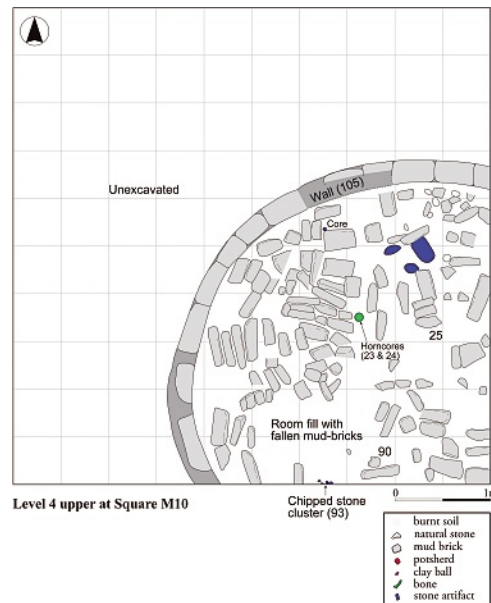 Unexcavated
Wall (105)
Core
25
Horncores
(23 & 24)
Room fill with
fallen mud-bricks
90
Level 4 upper at Square M10
Chipped stone
cluster (93)
0
burnt soil
natural stone
mud brick
potsherd
clay ball
bone
stone artifact